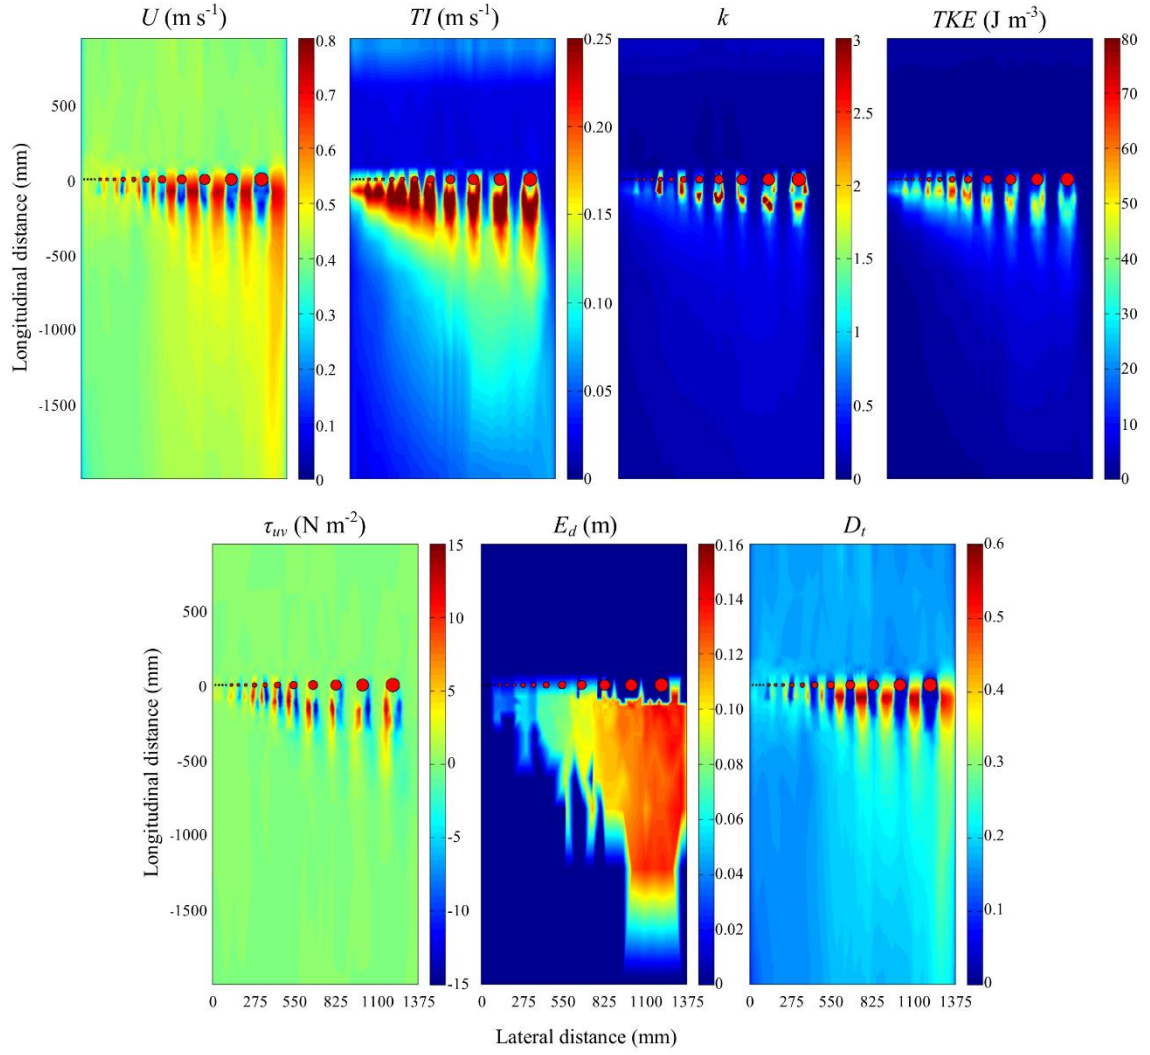 U (m s⁻¹) TI (m s⁻¹) k TKE (J m⁻³)
0.8 0.25 3 80
0.7 0.20 2.5 70
0.6 2 60
0.5 0.15 50
0.4 1.5 40
0.3 0.10 1 30
0.2 0.05 20
0.1 0.5 10
0 0 0 0
500
0
-500
-1000
-1500
Longitudinal distance (mm)
τuv (N m⁻²) Ed (m) Dt
15 0.16 0.6
10 0.14 0.5
5 0.12 0.4
0 0.10 0.3
-5 0.08 0.2
-10 0.06 0.1
-15 0.04 0
0.02
0
500
0
-500
-1000
-1500
Longitudinal distance (mm)
0 275 550 825 1100 1375 0 275 550 825 1100 1375 0 275 550 825 1100 1375
Lateral distance (mm)